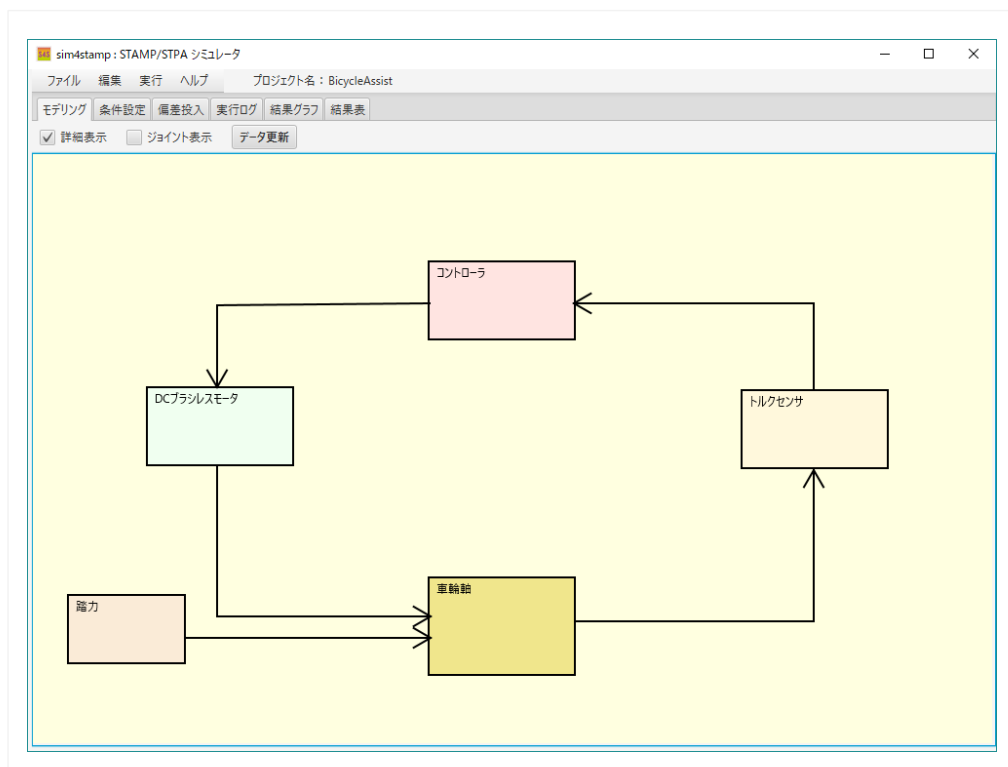 S4S sim4stamp : STAMP/STPA シミュレータ
ファイル 編集 実行 ヘルプ プロジェクト名 : BicycleAssist
モデリング 条件設定 偏差投入 実行ログ 結果グラフ 結果表
詳細表示 ジョイント表示 データ更新
コントローラ
DCブラシレスモータ
トルクセンサ
車輪軸
踏力